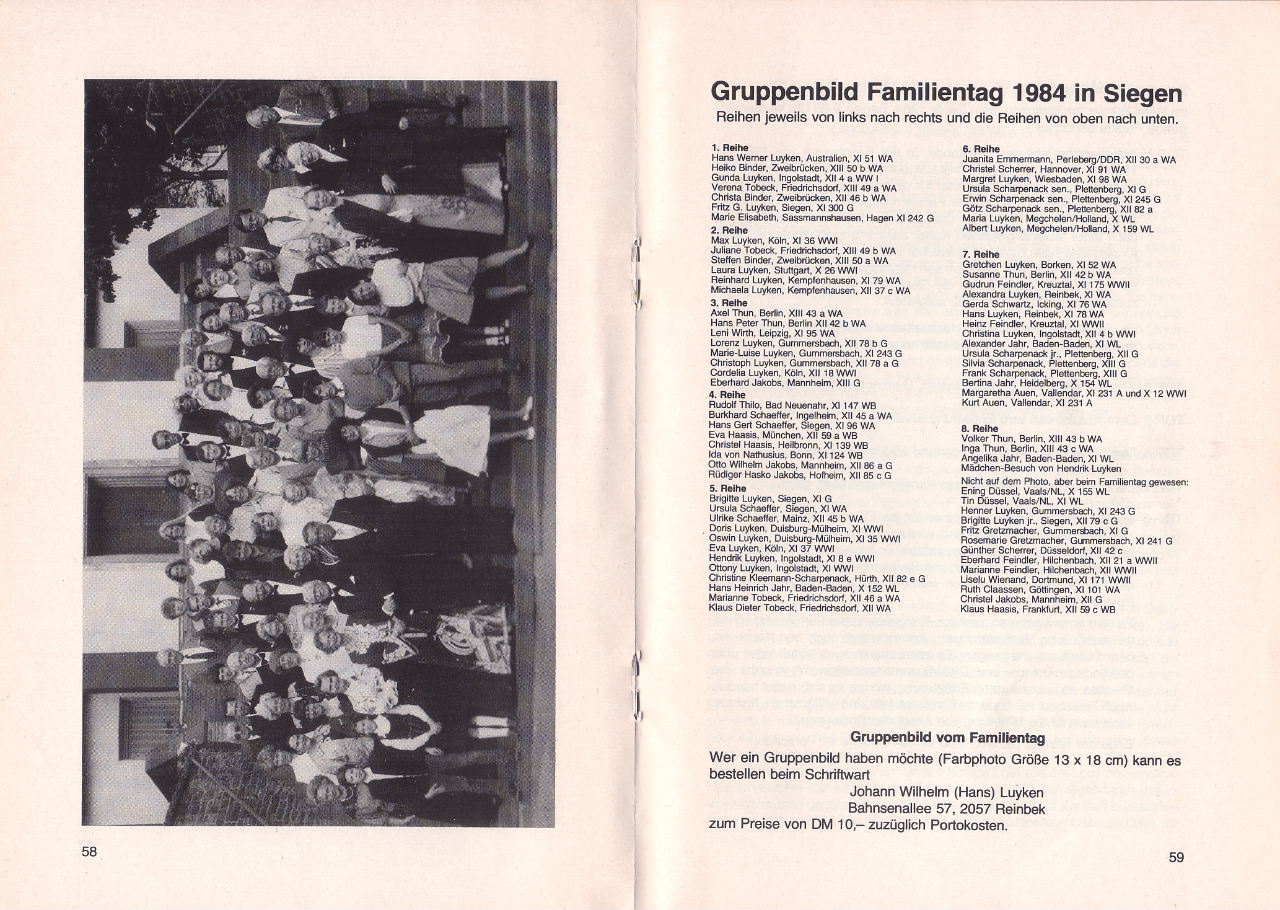 58
Gruppenbild Familientag 1984 in Siegen
Reihen jeweils von links nach rechts und die Reihen von oben nach unten.
1. Reihe
Hans Werner Luyken, Australien, XI 51 WA
Heiko Binder, Zweibrücken, XIII 50 b WA
Gunda Luyken, Ingolstadt, XII 4 a WW I
Verena Tobeck, Friedrichsdorf, XIII 49 a WA
Christa Binder, Zweibrücken, XII 46 b WA
Fritz G. Luyken, Siegen, XI 300 G
Marie Elisabeth, Sassmannshausen, Hagen XI 242 G
2. Reihe
Max Luyken, Köln, XI 36 WWI
Juliane Tobeck, Friedrichsdorf, XIII 49 b WA
Steffen Binder, Zweibrücken, XIII 50 a WA
Laura Luyken, Stuttgart, X 26 WWI
Reinhard Luyken, Kempfenhausen, XI 79 WA
Michaela Luyken, Kempfenhausen, XII 37 c WA
3. Reihe
Axel Thun, Berlin, XIII 43 a WA
Hans Peter Thun, Berlin XII 42 b WA
Leni Wirth, Leipzig, XI 95 WA
Lorenz Luyken, Gummersbach, XII 78 b G
Marie-Luise Luyken, Gummersbach, XI 243 G
Christoph Luyken, Gummersbach, XII 78 a G
Cordelia Luyken, Köln, XII 18 WWI
Eberhard Jakobs, Mannheim, XIII G
4. Reihe
Rudolf Thilo, Bad Neuenahr, XI 147 WB
Burkhard Schaeffer, Ingelheim, XII 45 a WA
Hans Gert Schaeffer, Siegen, XI 96 WA
Eva Haasis, München, XII 59 a WB
Christel Haasis, Heilbronn, XI 139 WB
Ida von Nathusius, Bonn, XI 124 WB
Otto Wilhelm Jakobs, Mannheim, XII 86 a G
Rüdiger Hasko Jakobs, Hofheim, XII 85 c G
5. Reihe
Brigitte Luyken, Siegen, XI G
Ursula Schaeffer, Siegen, XI WA
Ulrike Schaeffer, Mainz, XII 45 b WA
Doris Luyken, Duisburg-Mülheim, XI WWI
Oswin Luyken, Duisburg-Mülheim, XI 35 WWI
Eva Luyken, Köln, XI 37 WWI
Hendrik Luyken, Ingolstadt, XI 8 e WWI
Ottony Luyken, Ingolstadt, XI WWI
Christine Kleemann-Scharpenack, Hürth, XII 82 e G
Hans Heinrich Jahr, Baden-Baden, X 152 WL
Marianne Tobeck, Friedrichsdorf, XII 46 a WA
Klaus Dieter Tobeck, Friedrichsdorf, XII WA
6. Reihe
Juanita Emmermann, Perleberg/DDR, XII 30 a WA
Christel Scherrer, Hannover, XI 91 WA
Margret Luyken, Wiesbaden, XI 98 WA
Ursula Scharpenack sen., Plettenberg, XI G
Erwin Scharpenack sen., Plettenberg, XI 245 G
Götz Scharpenack, Plettenberg, XII 82 a
Maria Luyken, Megchelen/Holland, X WL
Albert Luyken, Megchelen/Holland, X 159 WL
7. Reihe
Gretchen Luyken, Borken, XI 52 WA
Susanne Thun, Berlin, XII 42 b WA
Gudrun Feindler, Kreuztal, XI 175 WWII
Alexandra Luyken, Reinbek, XI WA
Gerda Schwartz, Icking, XI 76 WA
Hans Luyken, Reinbek, XI 78 WA
Heinz Feindler, Kreuztal, XI WWII
Christina Luyken, Ingolstadt, XII 4 b WWI
Alexander Jahr, Baden-Baden, XI WL
Ursula Scharpenack jr., Plettenberg, XII G
Silvia Scharpenack, Plettenberg, XIII G
Frank Scharpenack, Plettenberg, XIII G
Bertina Jahr, Heidelberg, X 154 WL
Margaretha Auen, Vallendar, XI 231 A und X 12 WWI
Kurt Auen, Vallendar, XI 231 A
8. Reihe
Volker Thun, Berlin, XIII 43 b WA
Inga Thun, Berlin, XIII 43 c WA
Angelika Jahr, Baden-Baden, XI WL
Mädchen-Besuch von Hendrik Luyken
Nicht auf dem Photo, aber beim Familientag gewesen:
Ening Düssel, Vaals/NL, X 155 WL
Tin Düssel, Vaals/NL, XI WL
Henner Luyken, Gummersbach, XI 243 G
Brigitte Luyken jr., Siegen, XII 79 c G
Fritz Gretzmacher, Gummersbach, XI G
Rosemarie Gretzmacher, Gummersbach, XI 241 G
Günther Scherrer, Düsseldorf, XII 42 c
Eberhard Feindler, Hilchenbach, XII 21 a WWII
Marianne Feindler, Hilchenbach, XII WWII
Liselu Wienand, Dortmund, XI 171 WWII
Ruth Claassen, Göttingen, XI 101 WA
Christel Jakobs, Mannheim, XII G
Klaus Haasis, Frankfurt, XII 59 c WB
Gruppenbild vom Familientag
Wer ein Gruppenbild haben möchte (Farbphoto Größe 13 x 18 cm) kann es
bestellen beim Schriftwart
Johann Wilhelm (Hans) Luyken
Bahnsenallee 57, 2057 Reinbek
zum Preise von DM 10,– zuzüglich Portokosten.
59